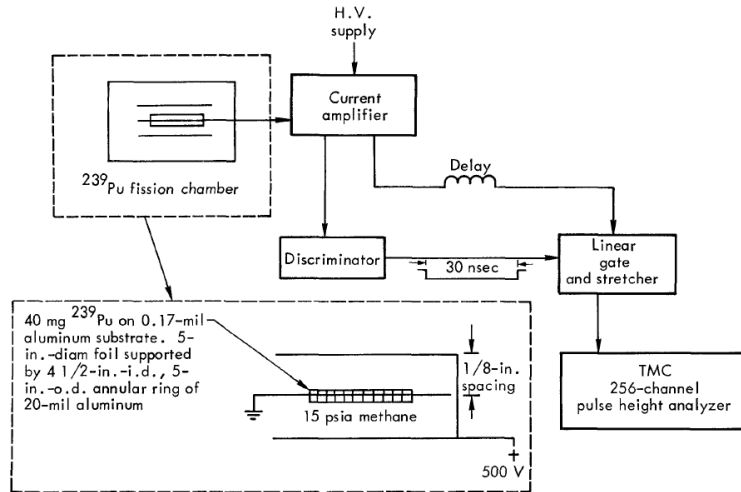 H.V.
supply
Current
amplifier
²³⁹Pu fission chamber
Delay
Discriminator
30 nsec
Linear
gate
and stretcher
40 mg ²³⁹Pu on 0.17-mil
aluminum substrate. 5-
in.-diam foil supported
by 4 1/2-in.-i.d., 5-
in.-o.d. annular ring of
20-mil aluminum
1/8-in.
spacing
15 psia methane
+
500 V
TMC
256-channel
pulse height analyzer